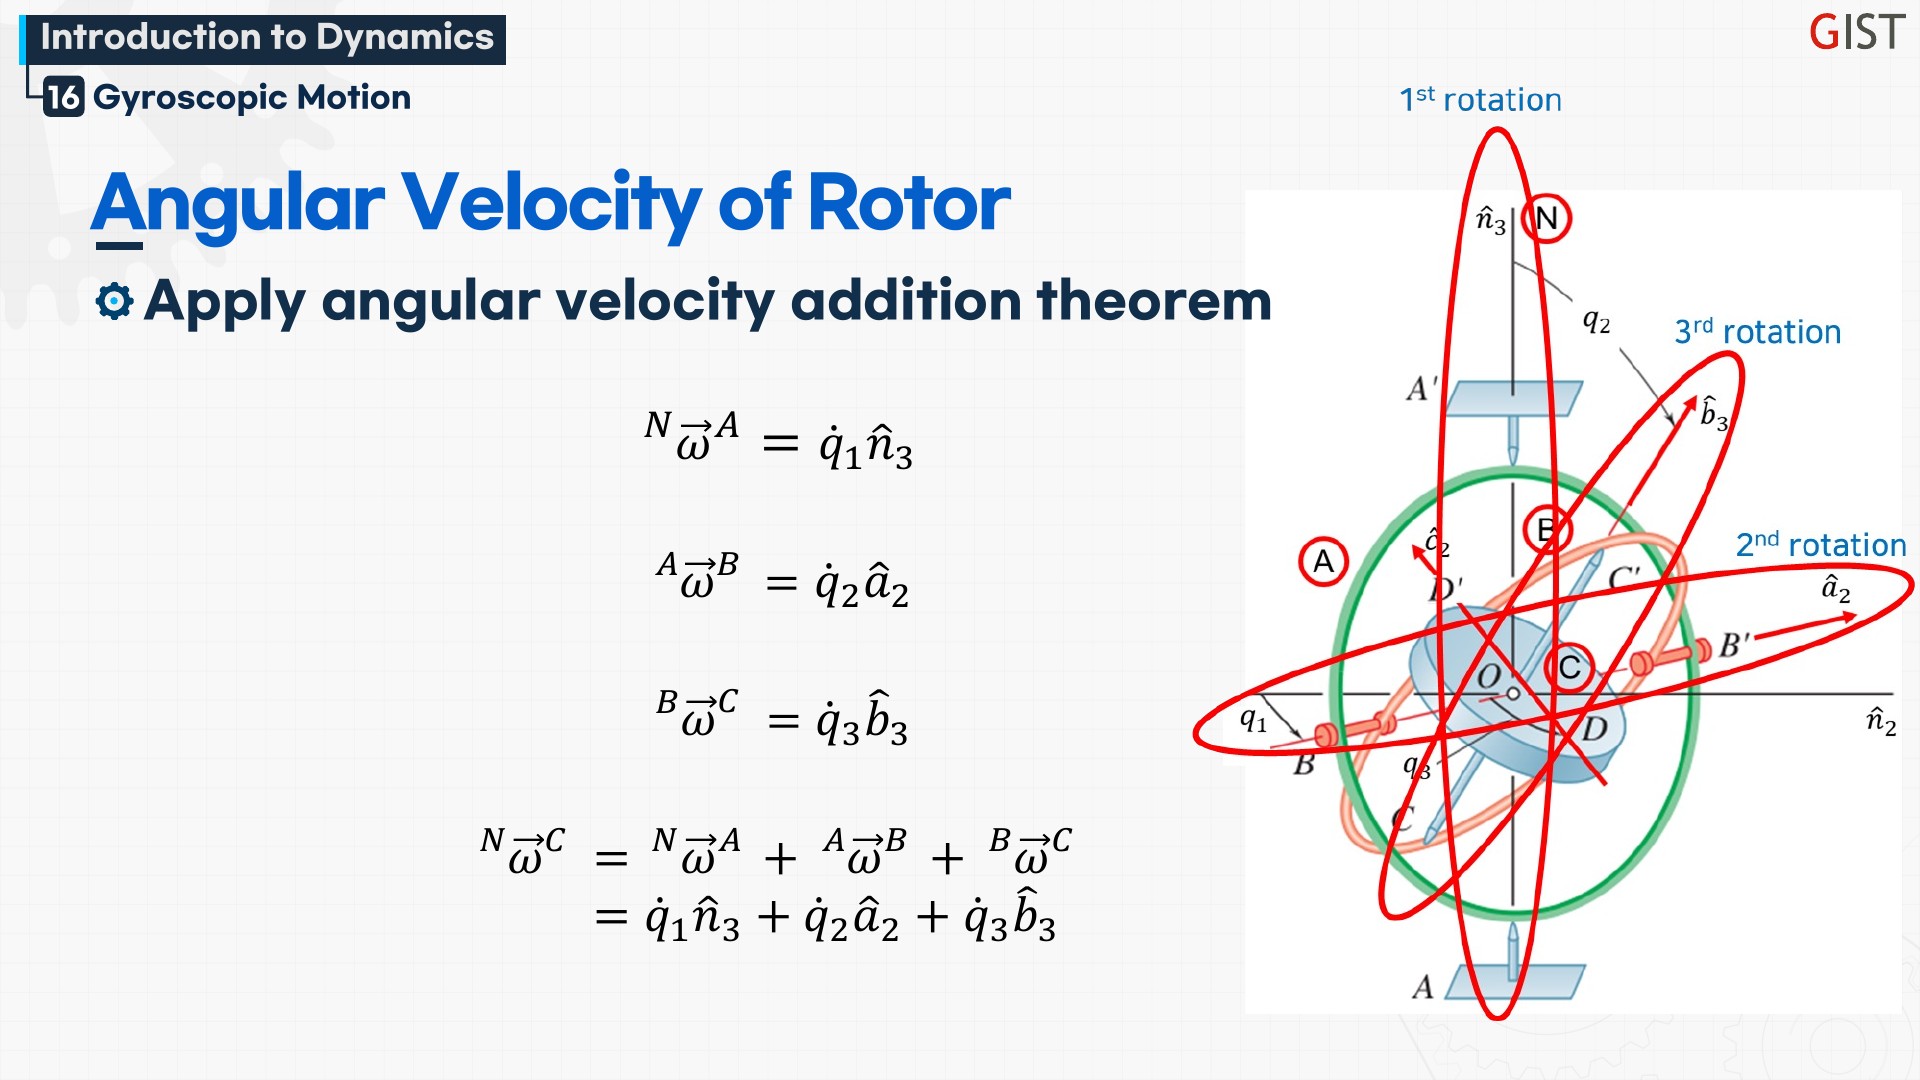 Introduction to Dynamics
GIST
16 Gyroscopic Motion
Angular Velocity of Rotor
Apply angular velocity addition theorem
ᴺω⃗ᴬ = q̇₁n̂₃
ᴬω⃗ᴮ = q̇₂â₂
ᴮω⃗ꟲ = q̇₃b̂₃
ᴺω⃗ꟲ = ᴺω⃗ᴬ + ᴬω⃗ᴮ + ᴮω⃗ꟲ
= q̇₁n̂₃ + q̇₂â₂ + q̇₃b̂₃
1st rotation
n̂₃
N
q₂
3rd rotation
A'
b̂₃
B
2nd rotation
A
ĉ₂
C'
â₂
D'
B'
O
C
q₁
D
n̂₂
B
q₃
C
A